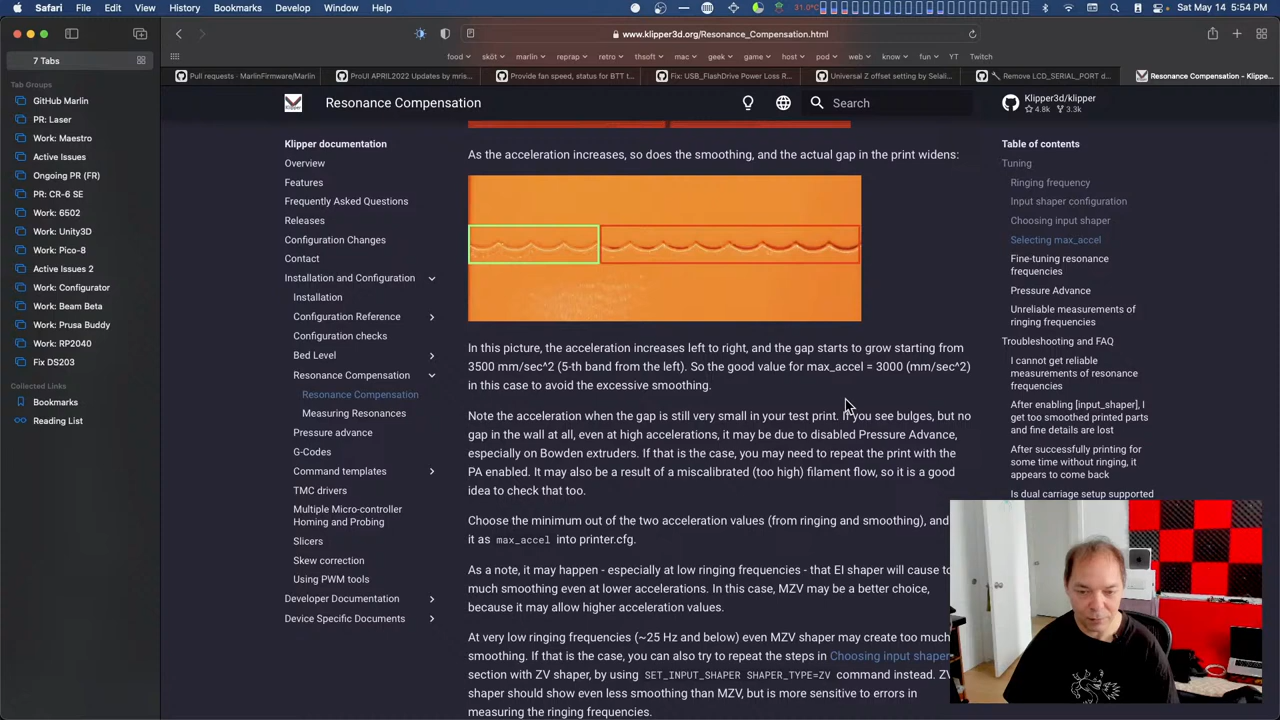 Safari File Edit View History Bookmarks Develop Window Help
31.0°C
Sat May 14 5:54 PM
7 Tabs
www.klipper3d.org/Resonance_Compensation.html
food sköt marlin reprap retro thsoft mac geek game host pod web know fun YT Twitch
Pull requests · MarlinFirmware/Marlin
ProUI APRIL2022 Updates by mris...
Provide fan speed, status for BTT t...
Fix: USB_FlashDrive Power Loss R...
Universal Z offset setting by Selali...
Remove LCD_SERIAL_PORT d...
Resonance Compensation - Klippe...
Tab Groups
GitHub Marlin
PR: Laser
Work: Maestro
Active Issues
Ongoing PR (FR)
PR: CR-6 SE
Work: 6502
Work: Unity3D
Work: Pico-8
Active Issues 2
Work: Configurator
Work: Beam Beta
Work: Prusa Buddy
Work: RP2040
Fix DS203
Collected Links
Bookmarks
Reading List
Resonance Compensation
Search
Klipper3d/klipper
4.8k 3.3k
Klipper documentation
Overview
Features
Frequently Asked Questions
Releases
Configuration Changes
Contact
Installation and Configuration
Installation
Configuration Reference
Configuration checks
Bed Level
Resonance Compensation
Resonance Compensation
Measuring Resonances
Pressure advance
G-Codes
Command templates
TMC drivers
Multiple Micro-controller
Homing and Probing
Slicers
Skew correction
Using PWM tools
Developer Documentation
Device Specific Documents
As the acceleration increases, so does the smoothing, and the actual gap in the print widens:
In this picture, the acceleration increases left to right, and the gap starts to grow starting from
3500 mm/sec^2 (5-th band from the left). So the good value for max_accel = 3000 (mm/sec^2)
in this case to avoid the excessive smoothing.
Note the acceleration when the gap is still very small in your test print. If you see bulges, but no
gap in the wall at all, even at high accelerations, it may be due to disabled Pressure Advance,
especially on Bowden extruders. If that is the case, you may need to repeat the print with the
PA enabled. It may also be a result of a miscalibrated (too high) filament flow, so it is a good
idea to check that too.
Choose the minimum out of the two acceleration values (from ringing and smoothing), and
it as max_accel into printer.cfg.
As a note, it may happen - especially at low ringing frequencies - that EI shaper will cause to
much smoothing even at lower accelerations. In this case, MZV may be a better choice,
because it may allow higher acceleration values.
At very low ringing frequencies (~25 Hz and below) even MZV shaper may create too much
smoothing. If that is the case, you can also try to repeat the steps in Choosing input shaper
section with ZV shaper, by using SET_INPUT_SHAPER SHAPER_TYPE=ZV command instead. ZV
shaper should show even less smoothing than MZV, but is more sensitive to errors in
measuring the ringing frequencies.
Table of contents
Tuning
Ringing frequency
Input shaper configuration
Choosing input shaper
Selecting max_accel
Fine-tuning resonance
frequencies
Pressure Advance
Unreliable measurements of
ringing frequencies
Troubleshooting and FAQ
I cannot get reliable
measurements of resonance
frequencies
After enabling [input_shaper], I
get too smoothed printed parts
and fine details are lost
After successfully printing for
some time without ringing, it
appears to come back
Is dual carriage setup supported